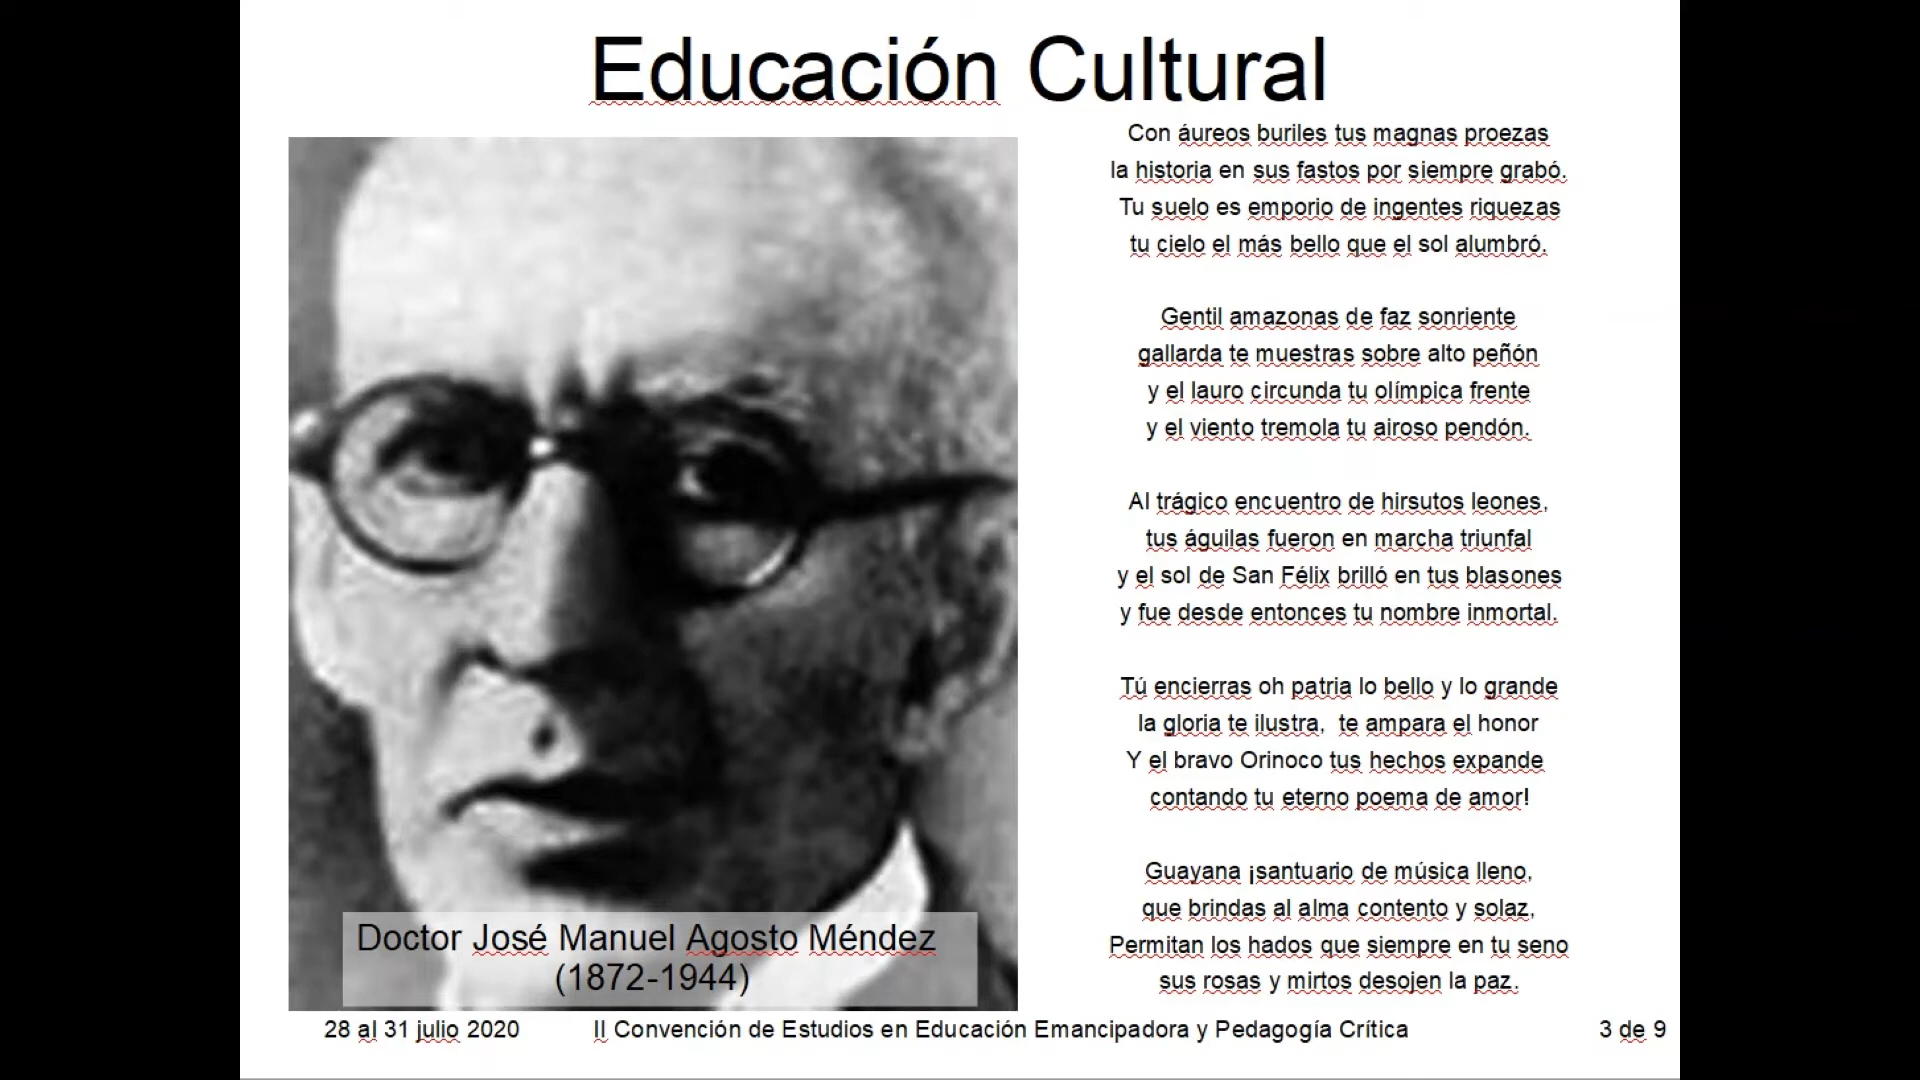 Educación Cultural
Con áureos buriles tus magnas proezas
la historia en sus fastos por siempre grabó.
Tu suelo es emporio de ingentes riquezas
tu cielo el más bello que el sol alumbró.
Gentil amazonas de faz sonriente
gallarda te muestras sobre alto peñón
y el lauro circunda tu olímpica frente
y el viento tremola tu airoso pendón.
Al trágico encuentro de hirsutos leones,
tus águilas fueron en marcha triunfal
y el sol de San Félix brilló en tus blasones
y fue desde entonces tu nombre inmortal.
Tú encierras oh patria lo bello y lo grande
la gloria te ilustra, te ampara el honor
Y el bravo Orinoco tus hechos expande
contando tu eterno poema de amor!
Guayana ¡santuario de música lleno,
que brindas al alma contento y solaz,
Permitan los hados que siempre en tu seno
sus rosas y mirtos desojen la paz.
Doctor José Manuel Agosto Méndez
(1872-1944)
28 al 31 julio 2020 II Convención de Estudios en Educación Emancipadora y Pedagogía Crítica 3 de 9